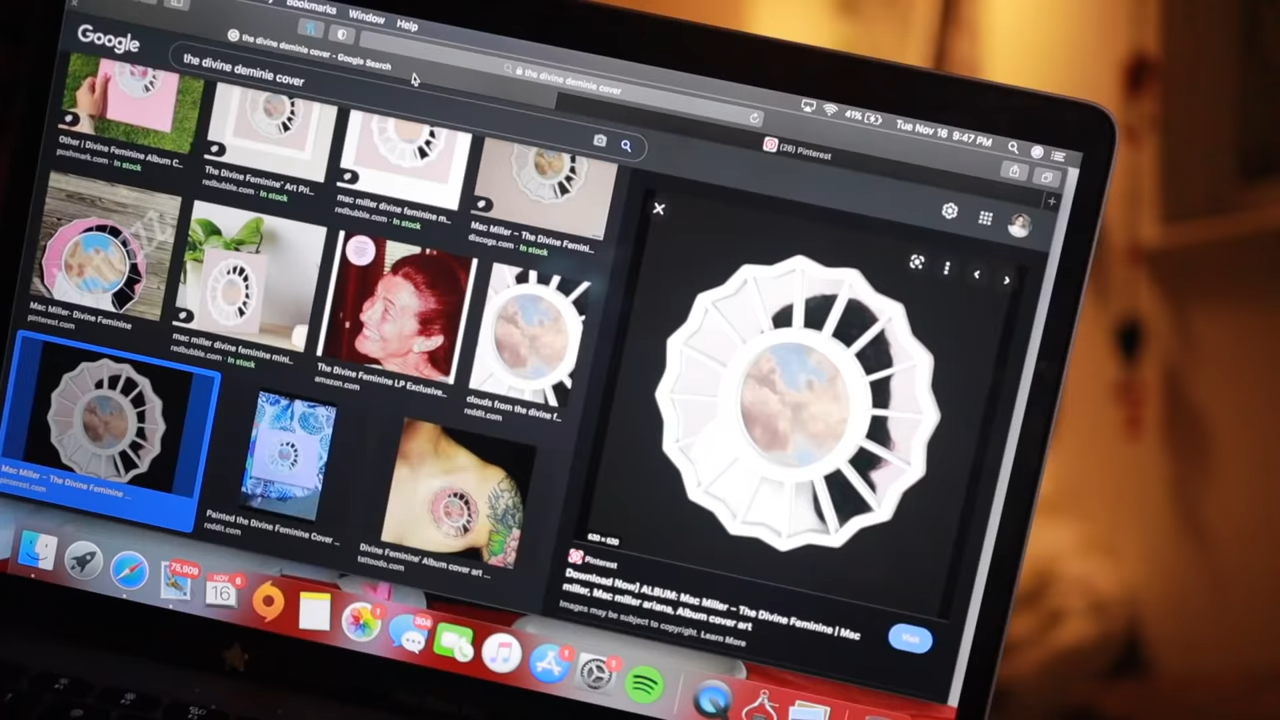 Bookmarks
Window
Help
the divine deminie cover - Google Search
the divine deminie cover
41%
Tue Nov 16 9:47 PM
(26) Pinterest
Google
the divine deminie cover
Other | Divine Feminine Album C...
poshmark.com · In stock
The Divine Feminine" Art Pri...
redbubble.com · In stock
mac miller divine feminine m...
redbubble.com · In stock
Mac Miller – The Divine Femini...
discogs.com · In stock
Mac Miller- Divine Feminine
pinterest.com
mac miller divine feminine mini...
redbubble.com · In stock
The Divine Feminine LP Exclusive...
amazon.com
clouds from the divine f...
reddit.com
Mac Miller – The Divine Feminine ...
pinterest.com
Painted the Divine Feminine Cover ...
reddit.com
Divine Feminine' Album cover art ...
tattoodo.com
630 × 630
Pinterest
Download Now] ALBUM: Mac Miller – The Divine Feminine | Mac
miller, Mac miller ariana, Album cover art
Images may be subject to copyright. Learn More
Visit
75,909
NOV
6
16
1
304
1
1